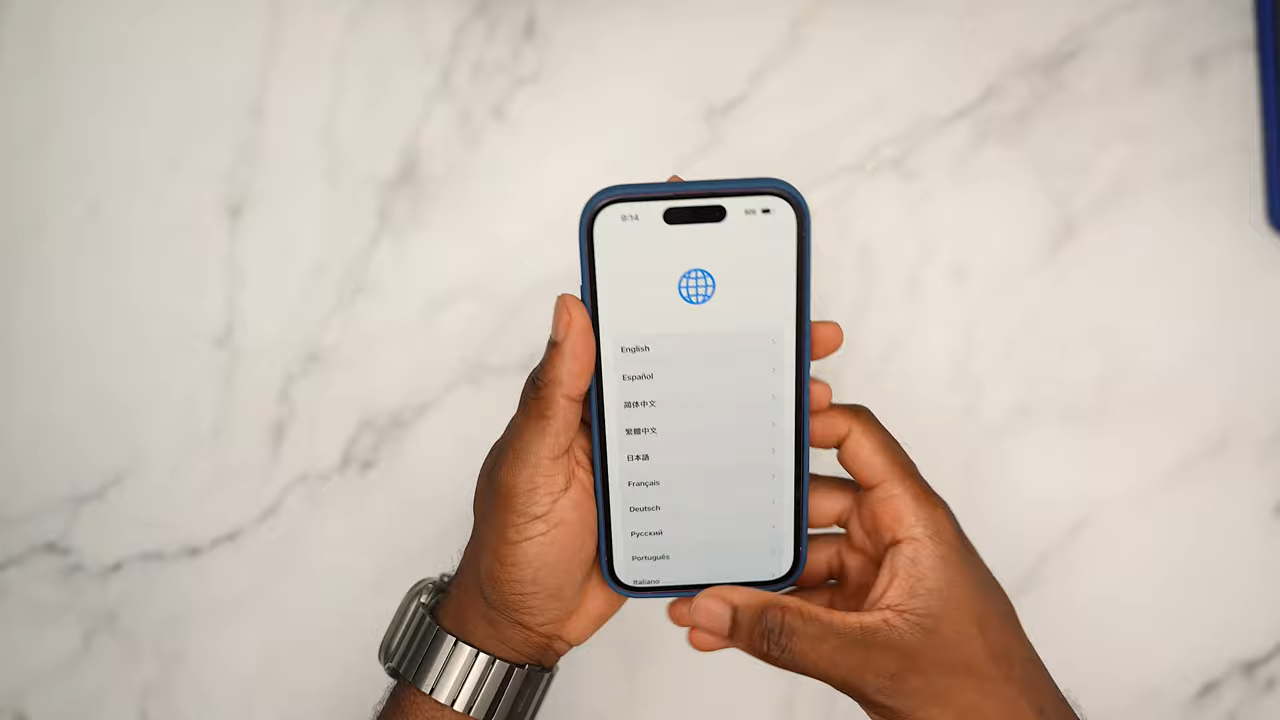 9:14
SOS
English
Español
简体中文
繁體中文
日本語
Français
Deutsch
Русский
Português
Italiano